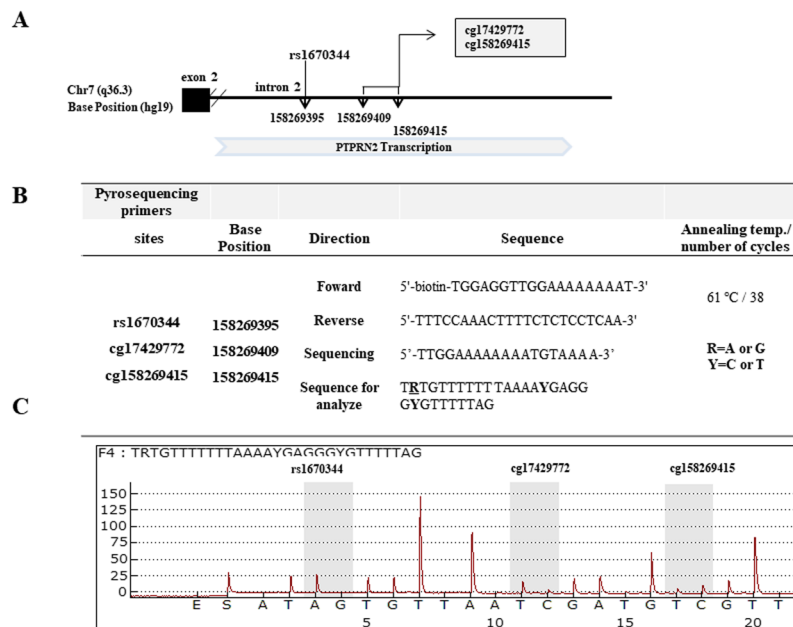 A
cg17429772
cg158269415
rs1670344
exon 2
Chr7 (q36.3)
intron 2
Base Position (hg19)
158269395
158269409
158269415
PTPRN2 Transcription
B
Pyrosequencing
primers
sites
Base
Position
Direction
Sequence
Annealing temp./
number of cycles
Foward
5'-biotin-TGGAGGTTGGAAAAAAAAT-3'
61 °C / 38
rs1670344
158269395
Reverse
5'-TTTCCAAACTTTTCTCTCCTCAA-3'
cg17429772
158269409
Sequencing
5'-TTGGAAAAAAAATGTAAAA-3'
R=A or G
Y=C or T
cg158269415
158269415
Sequence for
analyze
TRTGTTTTTTTAAAAYGAGG
GYGTTTTTAG
C
F4 : TRTGTTTTTTTAAAAYGAGGGYGTTTTTAG
rs1670344
cg17429772
cg158269415
150
125
100
75
50
25
0
E S A T A G T G T T A A T C G A T G T C G T T
5 10 15 20